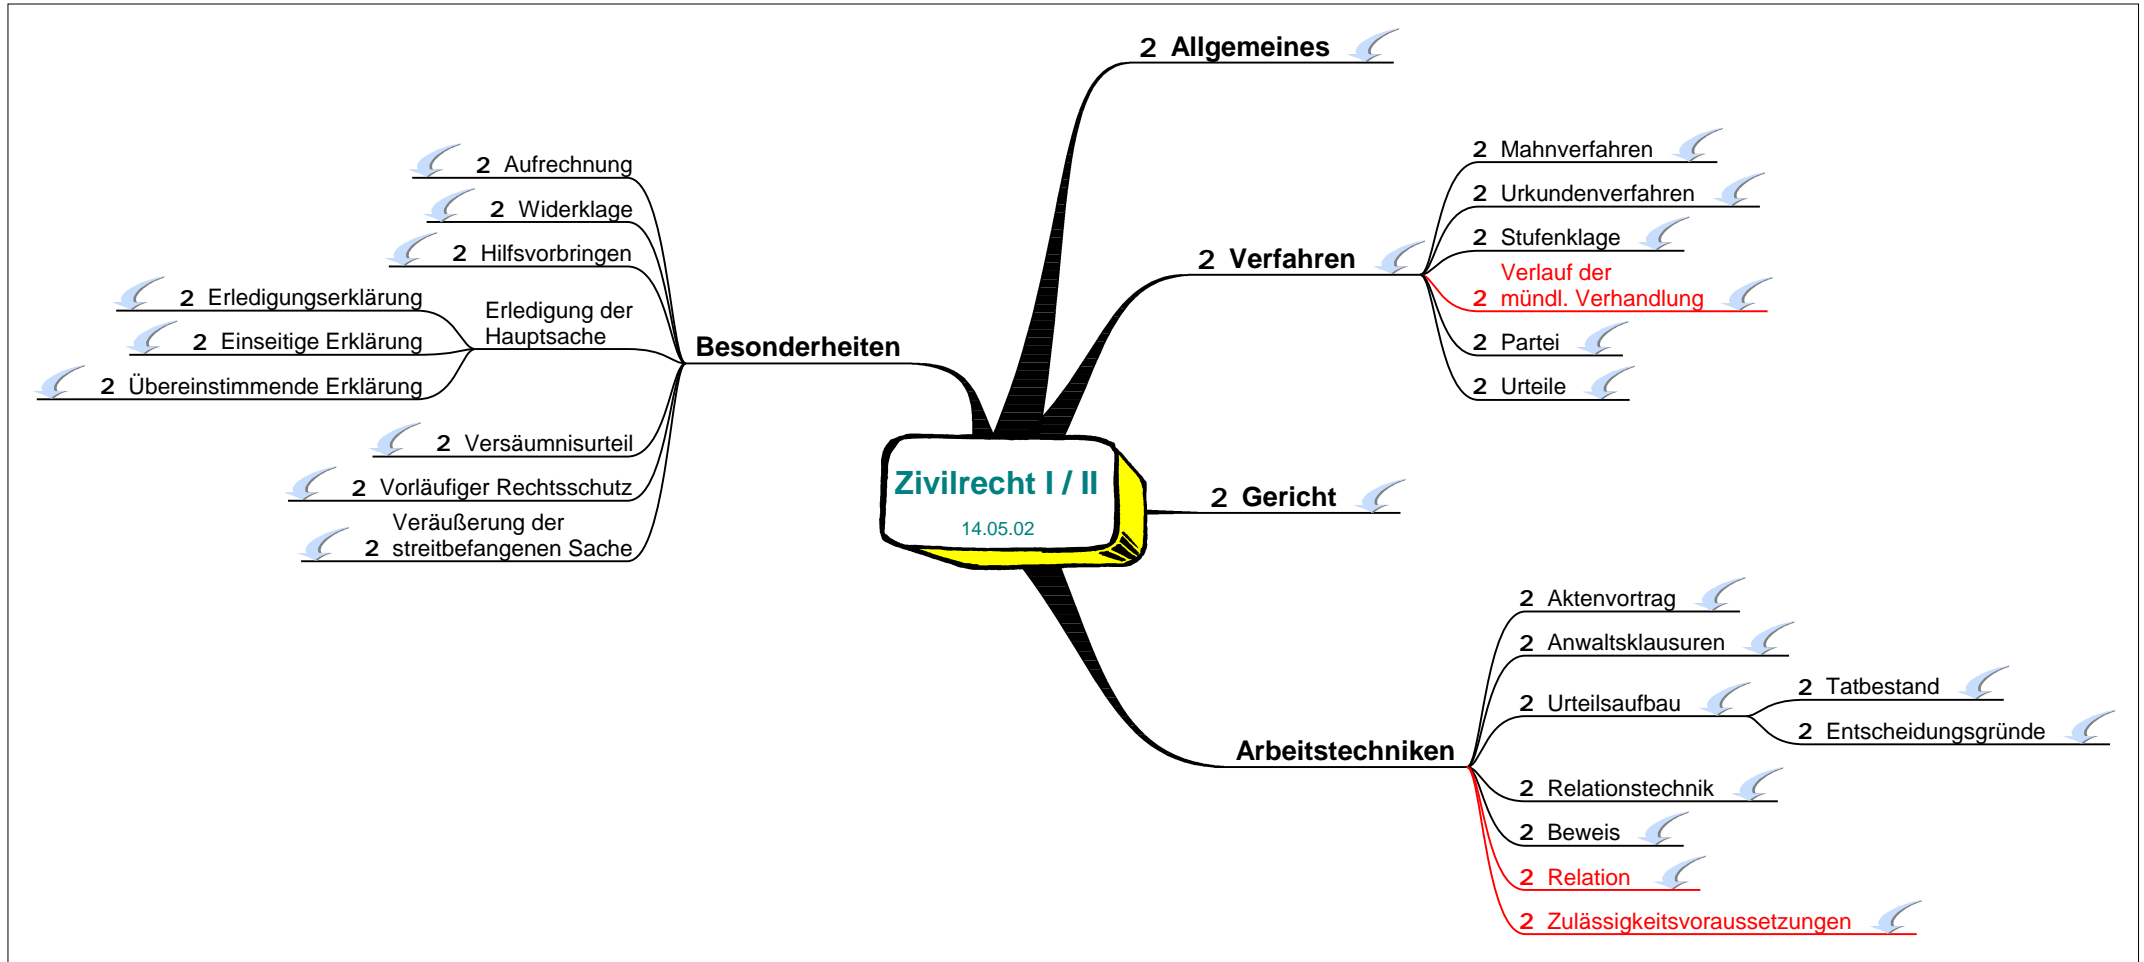 2 Allgemeines
2 Mahnverfahren
2 Aufrechnung
2 Urkundenverfahren
2 Widerklage
2 Stufenklage
2 Hilfsvorbringen
2 Verfahren
Verlauf der
2 mündl. Verhandlung
2 Erledigungserklärung
Erledigung der
Hauptsache
2 Einseitige Erklärung
2 Partei
Besonderheiten
2 Übereinstimmende Erklärung
2 Urteile
2 Versäumnisurteil
2 Vorläufiger Rechtsschutz
Zivilrecht I / II
14.05.02
2 Gericht
Veräußerung der
2 streitbefangenen Sache
2 Aktenvortrag
2 Anwaltsklausuren
2 Tatbestand
2 Urteilsaufbau
2 Entscheidungsgründe
Arbeitstechniken
2 Relationstechnik
2 Beweis
2 Relation
2 Zulässigkeitsvoraussetzungen